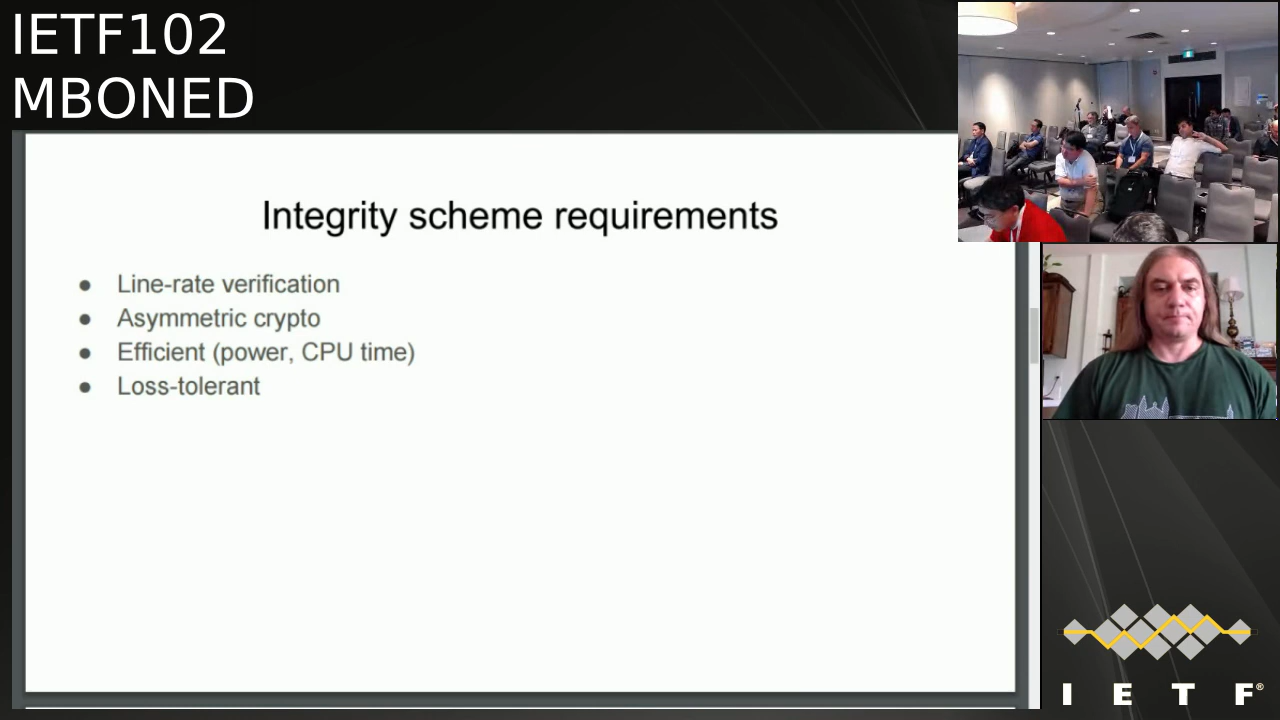 IETF102
MBONED
Integrity scheme requirements
● Line-rate verification
● Asymmetric crypto
● Efficient (power, CPU time)
● Loss-tolerant
I E T F®